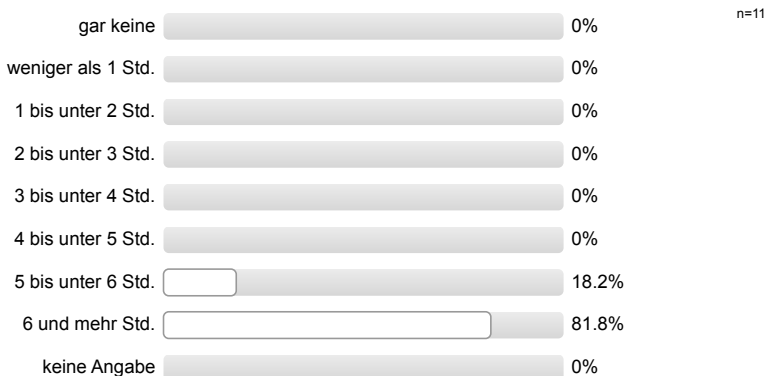 n=11
gar keine 0%
weniger als 1 Std. 0%
1 bis unter 2 Std. 0%
2 bis unter 3 Std. 0%
3 bis unter 4 Std. 0%
4 bis unter 5 Std. 0%
5 bis unter 6 Std. 18.2%
6 und mehr Std. 81.8%
keine Angabe 0%